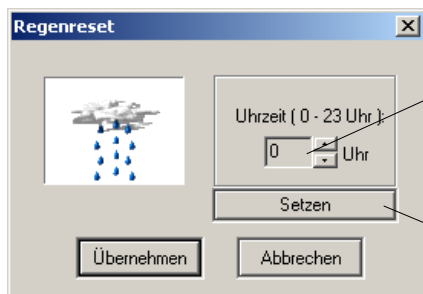 Regenreset
Uhrzeit ( 0 - 23 Uhr ):
0 Uhr
Setzen
Übernehmen Abbrechen